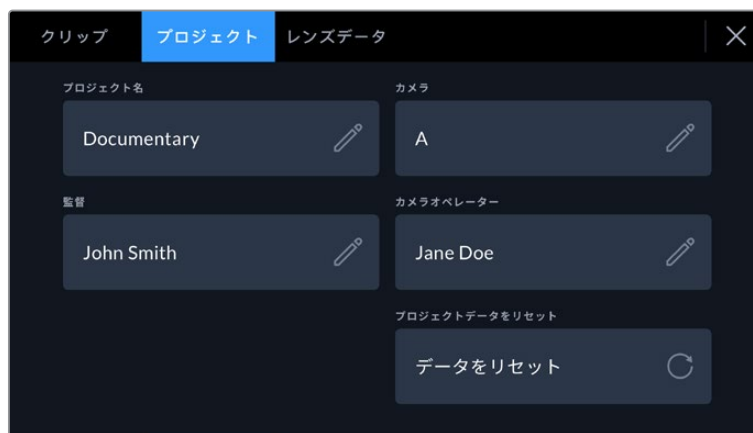 クリップ プロジェクト レンズデータ
プロジェクト名 カメラ
Documentary A
監督 カメラオペレーター
John Smith Jane Doe
プロジェクトデータをリセット
データをリセット